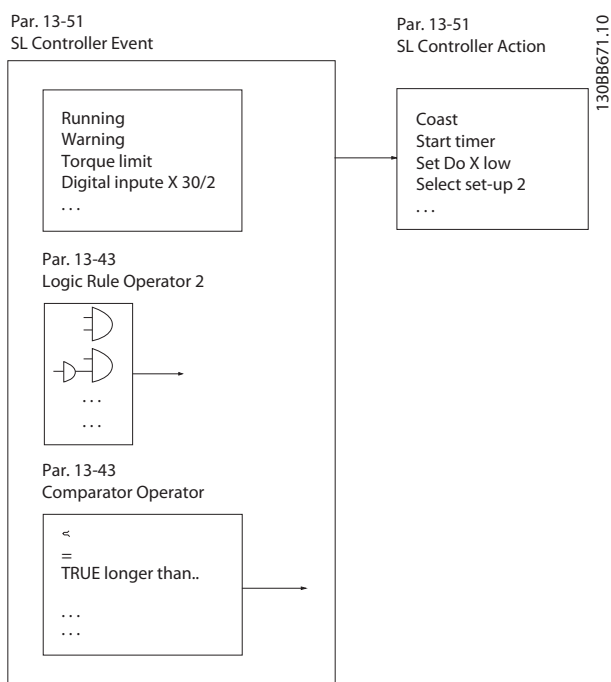 Par. 13-51
SL Controller Event
Par. 13-51
SL Controller Action
130BB671.10
Running
Warning
Torque limit
Digital inpute X 30/2
. . .
Coast
Start timer
Set Do X low
Select set-up 2
. . .
Par. 13-43
Logic Rule Operator 2
. . .
. . .
Par. 13-43
Comparator Operator
=
TRUE longer than..
. . .
. . .